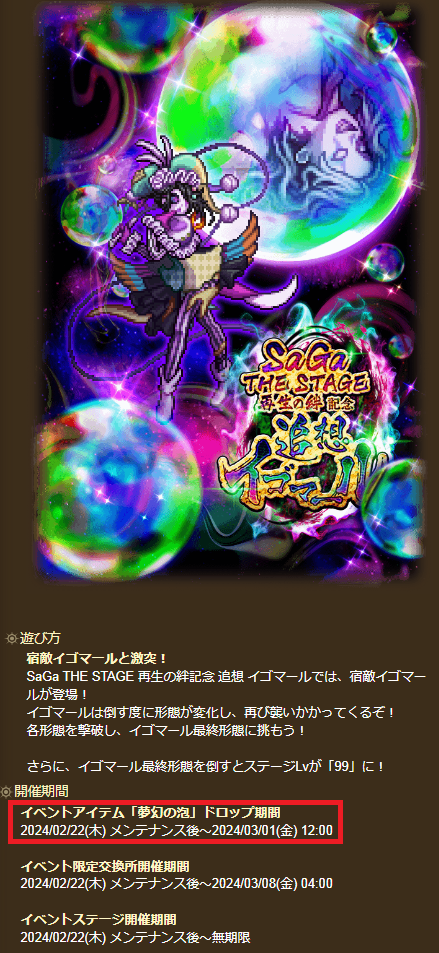 SaGa
THE STAGE
再生の絆 記念
追想
イゴマール
遊び方
宿敵イゴマールと激突！
SaGa THE STAGE 再生の絆記念 追想 イゴマールでは、宿敵イゴマー
ルが登場！
イゴマールは倒す度に形態が変化し、再び襲いかかってくるぞ！
各形態を撃破し、イゴマール最終形態に挑もう！
さらに、イゴマール最終形態を倒すとステージLvが「99」に！
開催期間
イベントアイテム「夢幻の泡」ドロップ期間
2024/02/22(木) メンテナンス後～2024/03/01(金) 12:00
イベント限定交換所開催期間
2024/02/22(木) メンテナンス後～2024/03/08(金) 04:00
イベントステージ開催期間
2024/02/22(木) メンテナンス後～無期限